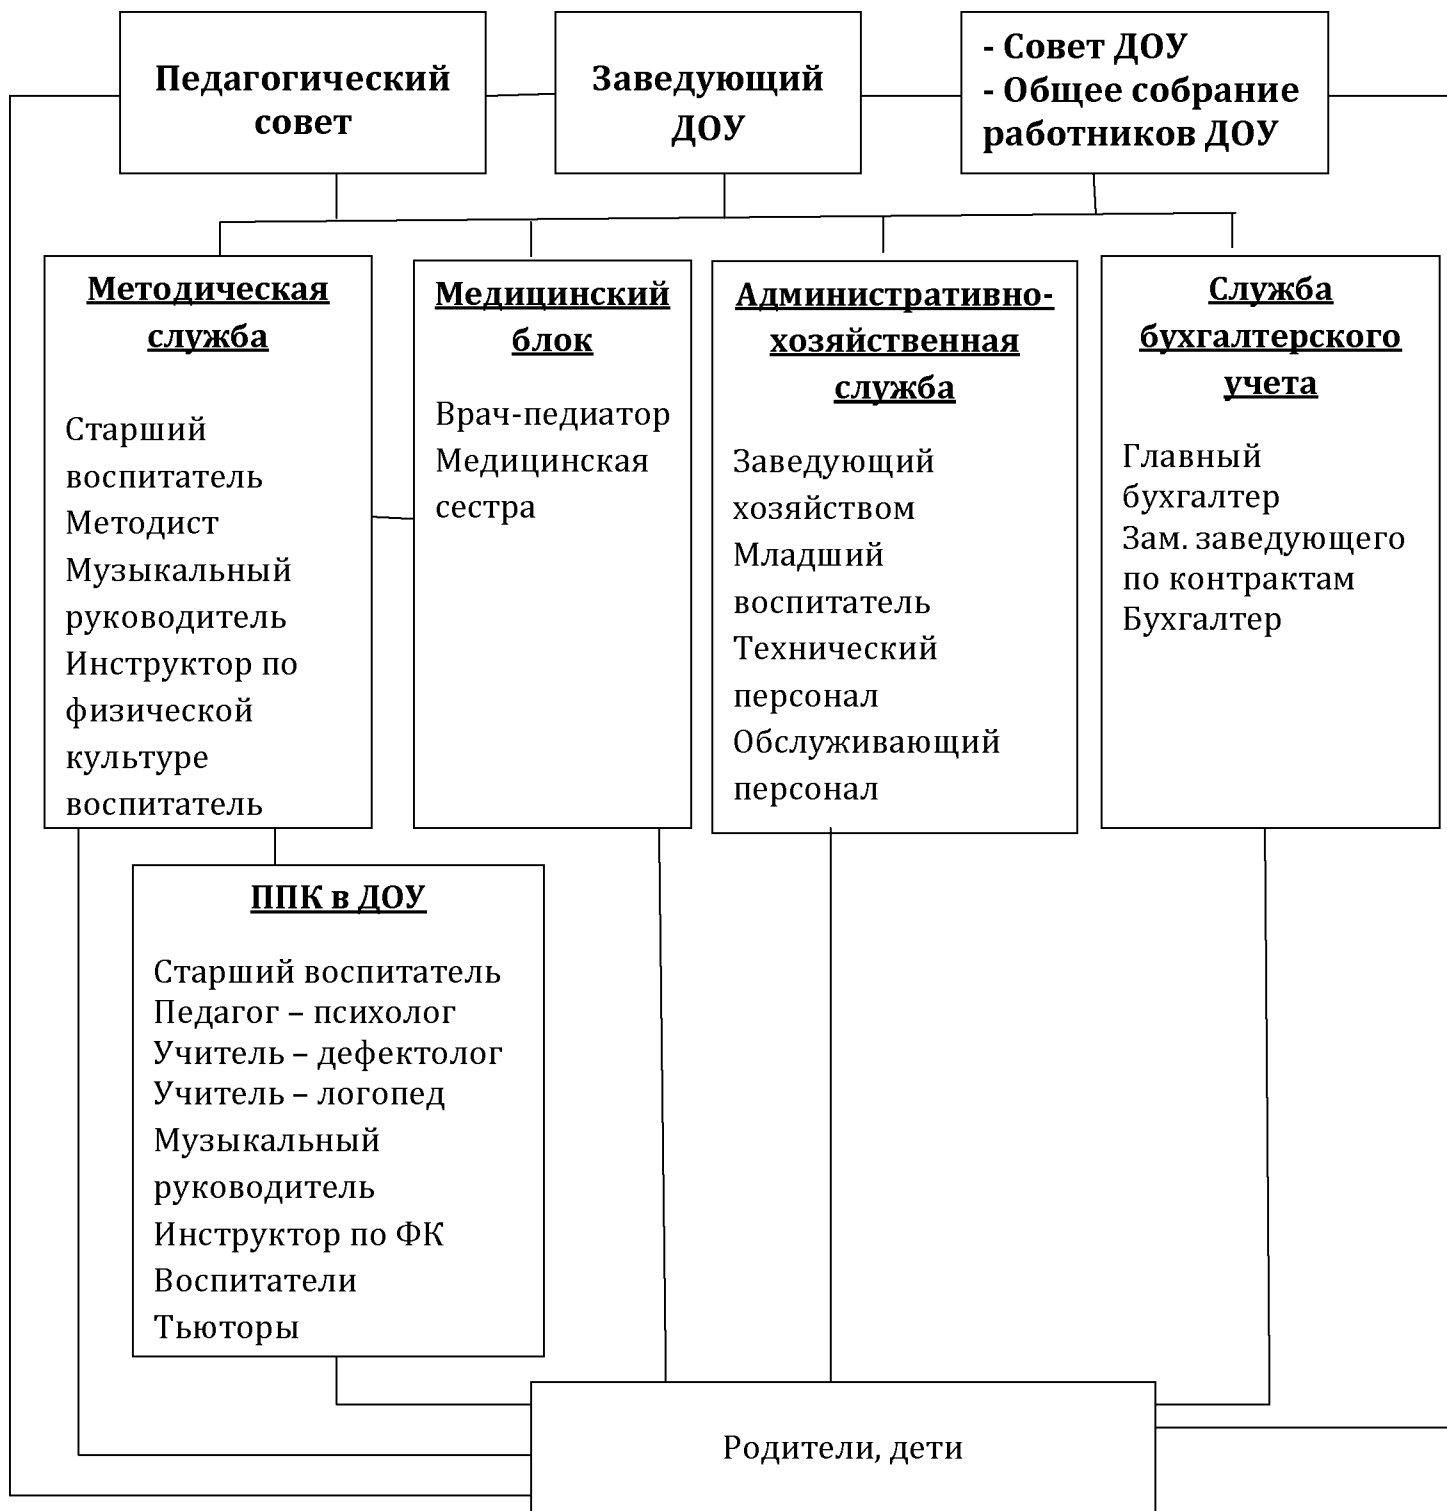 Педагогический
совет
Заведующий
ДОУ
- Совет ДОУ
- Общее собрание
работников ДОУ
Методическая
служба
Старший
воспитатель
Методист
Музыкальный
руководитель
Инструктор по
физической
культуре
воспитатель
Медицинский
блок
Врач-педиатор
Медицинская
сестра
Административно-
хозяйственная
служба
Заведующий
хозяйством
Младший
воспитатель
Технический
персонал
Обслуживающий
персонал
Служба
бухгалтерского
учета
Главный
бухгалтер
Зам. заведующего
по контрактам
Бухгалтер
ППК в ДОУ
Старший воспитатель
Педагог – психолог
Учитель – дефектолог
Учитель – логопед
Музыкальный
руководитель
Инструктор по ФК
Воспитатели
Тьюторы
Родители, дети